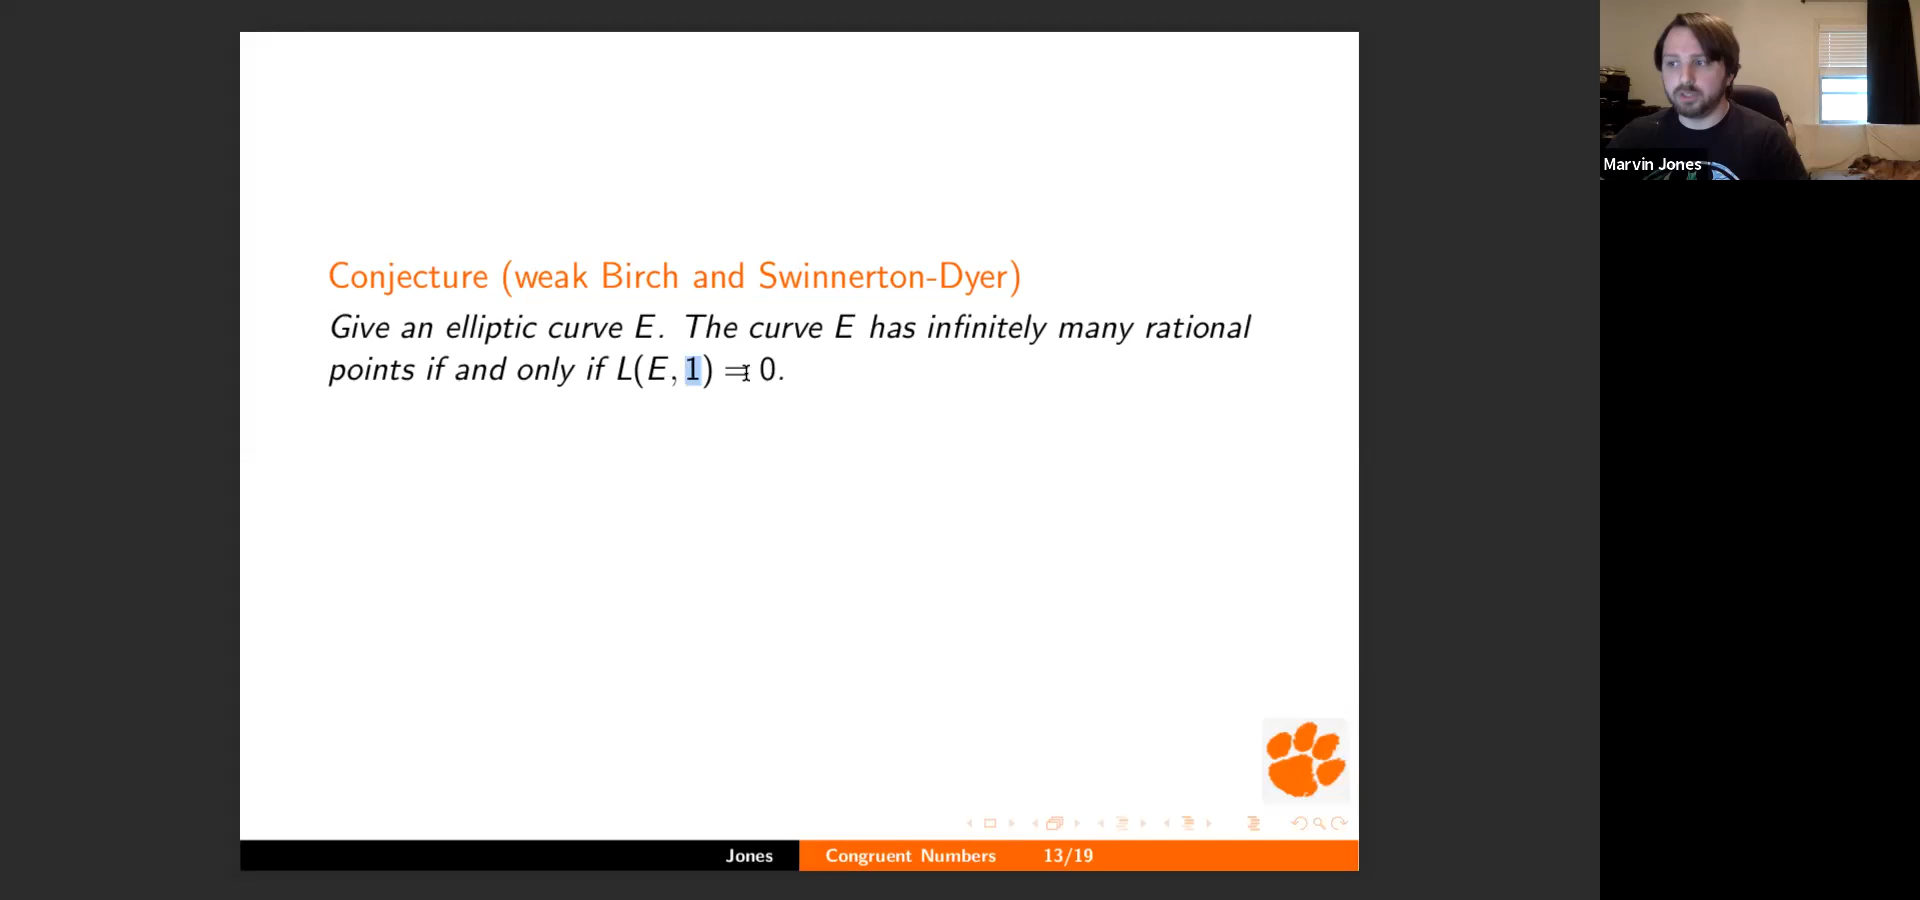 Conjecture (weak Birch and Swinnerton-Dyer)
Give an elliptic curve E. The curve E has infinitely many rational
points if and only if L(E, 1) = 0.
Jones Congruent Numbers 13/19
Marvin Jones